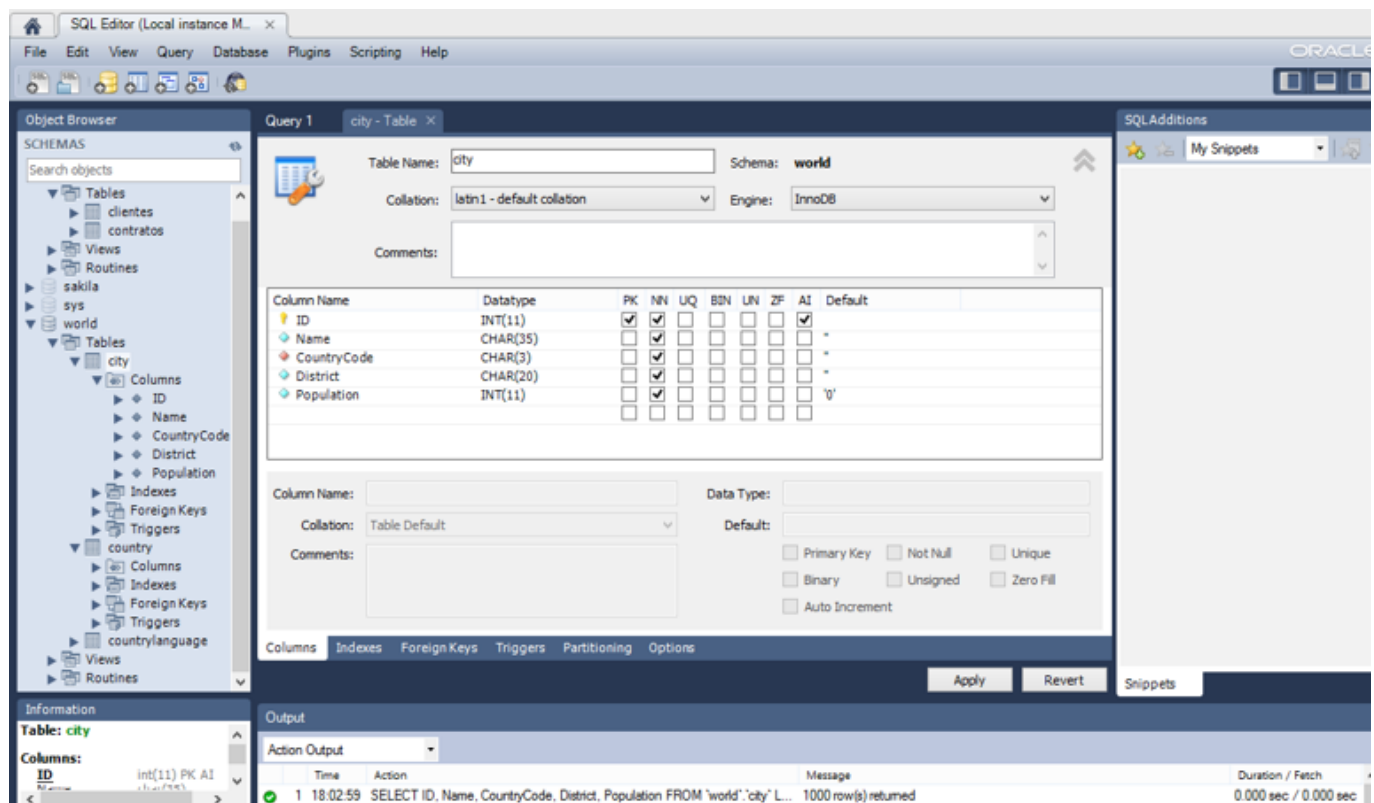 SQL Editor (Local instance M...
File Edit View Query Database Plugins Scripting Help
ORACLE
Object Browser
SCHEMAS
Search objects
Tables
clientes
contratos
Views
Routines
sakila
sys
world
Tables
city
Columns
ID
Name
CountryCode
District
Population
Indexes
Foreign Keys
Triggers
country
Columns
Indexes
Foreign Keys
Triggers
countrylanguage
Views
Routines
Information
Table: city
Columns:
ID int(11) PK AI
Query 1 city - Table
Table Name: city Schema: world
Collation: latin1 - default collation Engine: InnoDB
Comments:
Column Name Datatype PK NN UQ BIN UN ZF AI Default
ID INT(11)
Name CHAR(35) ''
CountryCode CHAR(3) ''
District CHAR(20) ''
Population INT(11) '0'
Column Name: Data Type:
Collation: Table Default Default:
Comments: Primary Key Not Null Unique
Binary Unsigned Zero Fill
Auto Increment
Columns Indexes Foreign Keys Triggers Partitioning Options
Apply Revert
Output
Action Output
Time Action Message Duration / Fetch
1 18:02:59 SELECT ID, Name, CountryCode, District, Population FROM `world`.`city` L... 1000 row(s) returned 0.000 sec / 0.000 sec
SQL Additions
My Snippets
Snippets